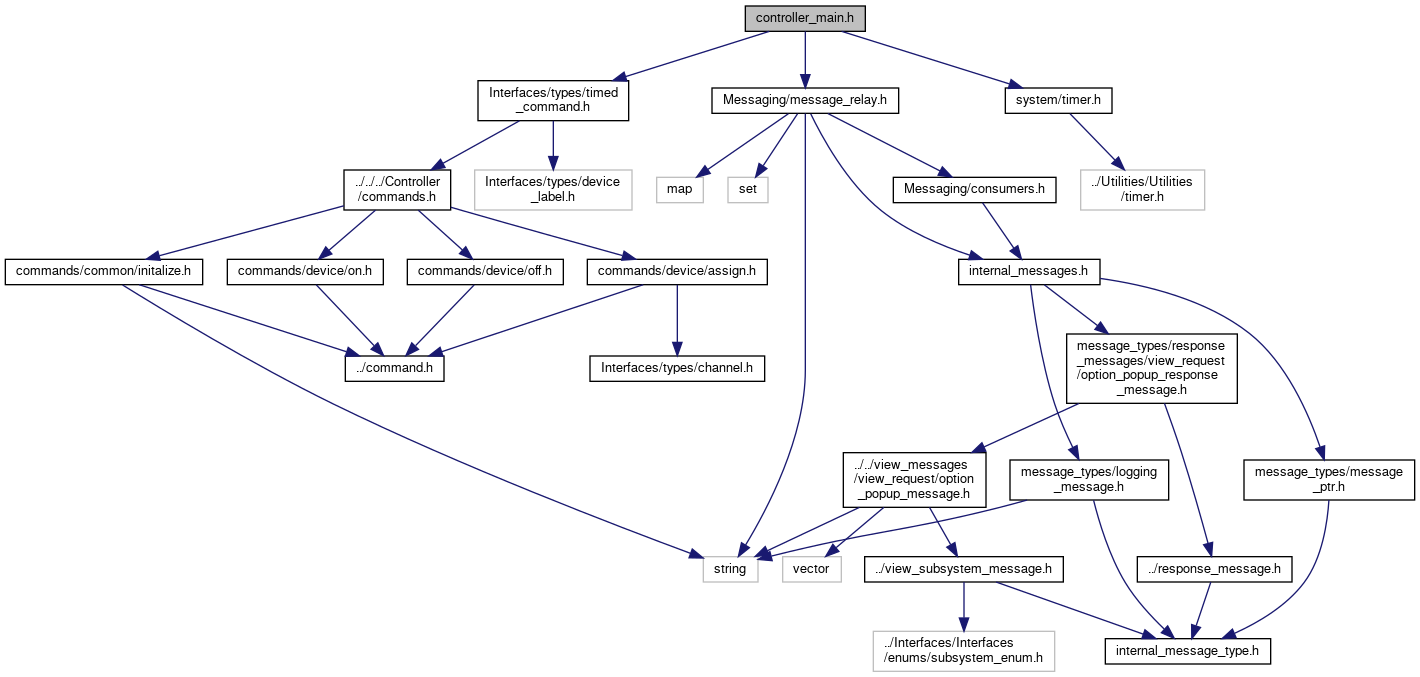 controller_main.h
Interfaces/types/timed
_command.h
Messaging/message_relay.h
system/timer.h
../../../Controller
/commands.h
Interfaces/types/device
_label.h
map
set
Messaging/consumers.h
../Utilities/Utilities
/timer.h
commands/common/initalize.h
commands/device/on.h
commands/device/off.h
commands/device/assign.h
internal_messages.h
../command.h
Interfaces/types/channel.h
message_types/response
_messages/view_request
/option_popup_response
_message.h
../../view_messages
/view_request/option
_popup_message.h
message_types/logging
_message.h
message_types/message
_ptr.h
string
vector
../view_subsystem_message.h
../response_message.h
../Interfaces/Interfaces
/enums/subsystem_enum.h
internal_message_type.h